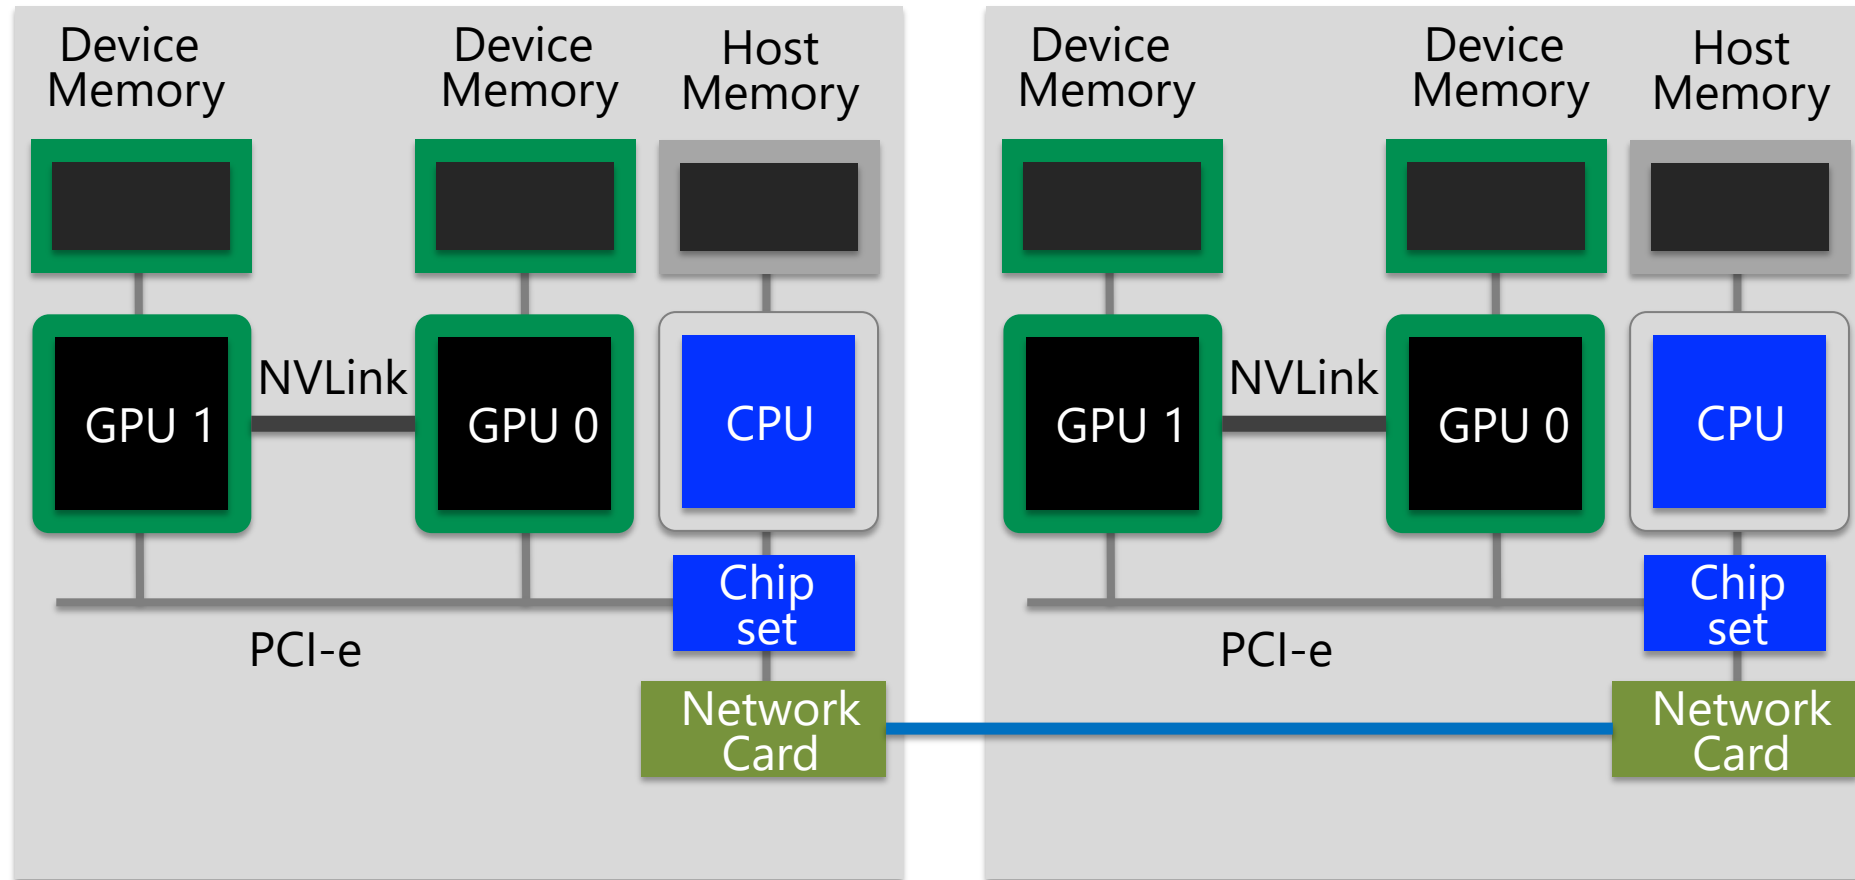 Device
Memory
Device
Memory
Host
Memory
GPU 1
NVLink
GPU 0
CPU
Chip
set
PCI-e
Network
Card
Device
Memory
Device
Memory
Host
Memory
GPU 1
NVLink
GPU 0
CPU
Chip
set
PCI-e
Network
Card